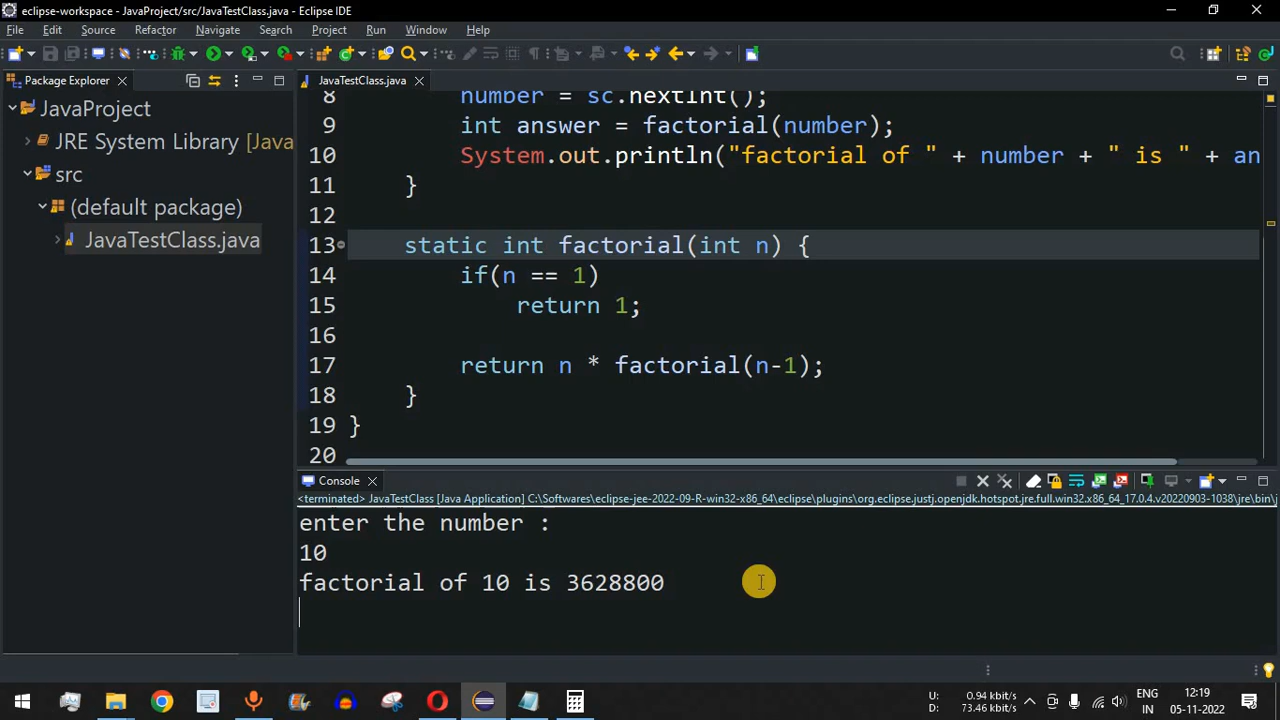 eclipse-workspace - JavaProject/src/JavaTestClass.java - Eclipse IDE
File Edit Source Refactor Navigate Search Project Run Window Help
Package Explorer
JavaProject
JRE System Library [Java
src
(default package)
JavaTestClass.java
JavaTestClass.java
8 number = sc.nextInt();
9 int answer = factorial(number);
10 System.out.println("factorial of " + number + " is " + an
11 }
12
13 static int factorial(int n) {
14 if(n == 1)
15 return 1;
16
17 return n * factorial(n-1);
18 }
19 }
20
Console
<terminated> JavaTestClass [Java Application] C:\Softwares\eclipse-jee-2022-09-R-win32-x86_64\eclipse\plugins\org.eclipse.justj.openjdk.hotspot.jre.full.win32.x86_64_17.0.4.v20220903-1038\jre\bin\j
enter the number :
10
factorial of 10 is 3628800
U: 0.94 kbit/s
D: 73.46 kbit/s
ENG
IN
12:19
05-11-2022